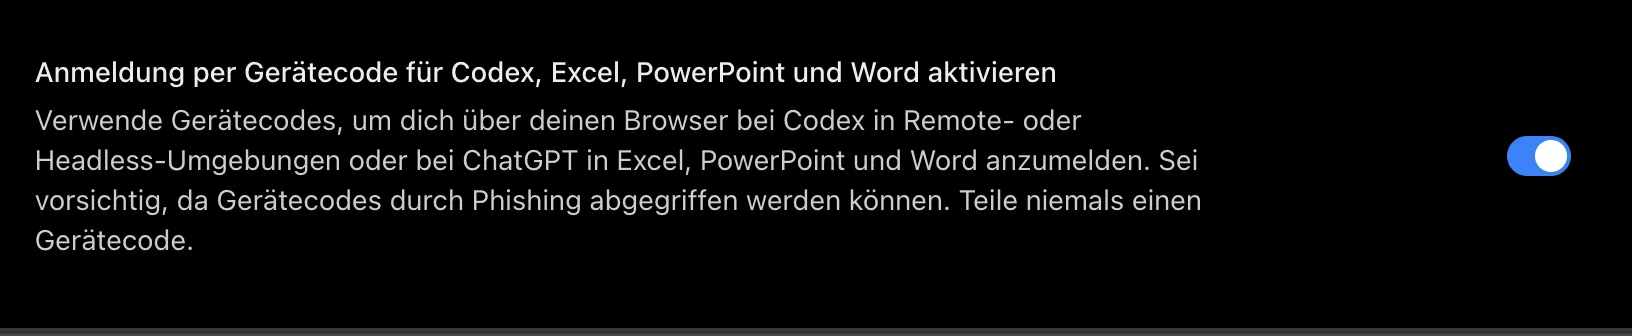 Anmeldung per Gerätecode für Codex, Excel, PowerPoint und Word aktivieren
Verwende Gerätecodes, um dich über deinen Browser bei Codex in Remote- oder
Headless-Umgebungen oder bei ChatGPT in Excel, PowerPoint und Word anzumelden. Sei
vorsichtig, da Gerätecodes durch Phishing abgegriffen werden können. Teile niemals einen
Gerätecode.